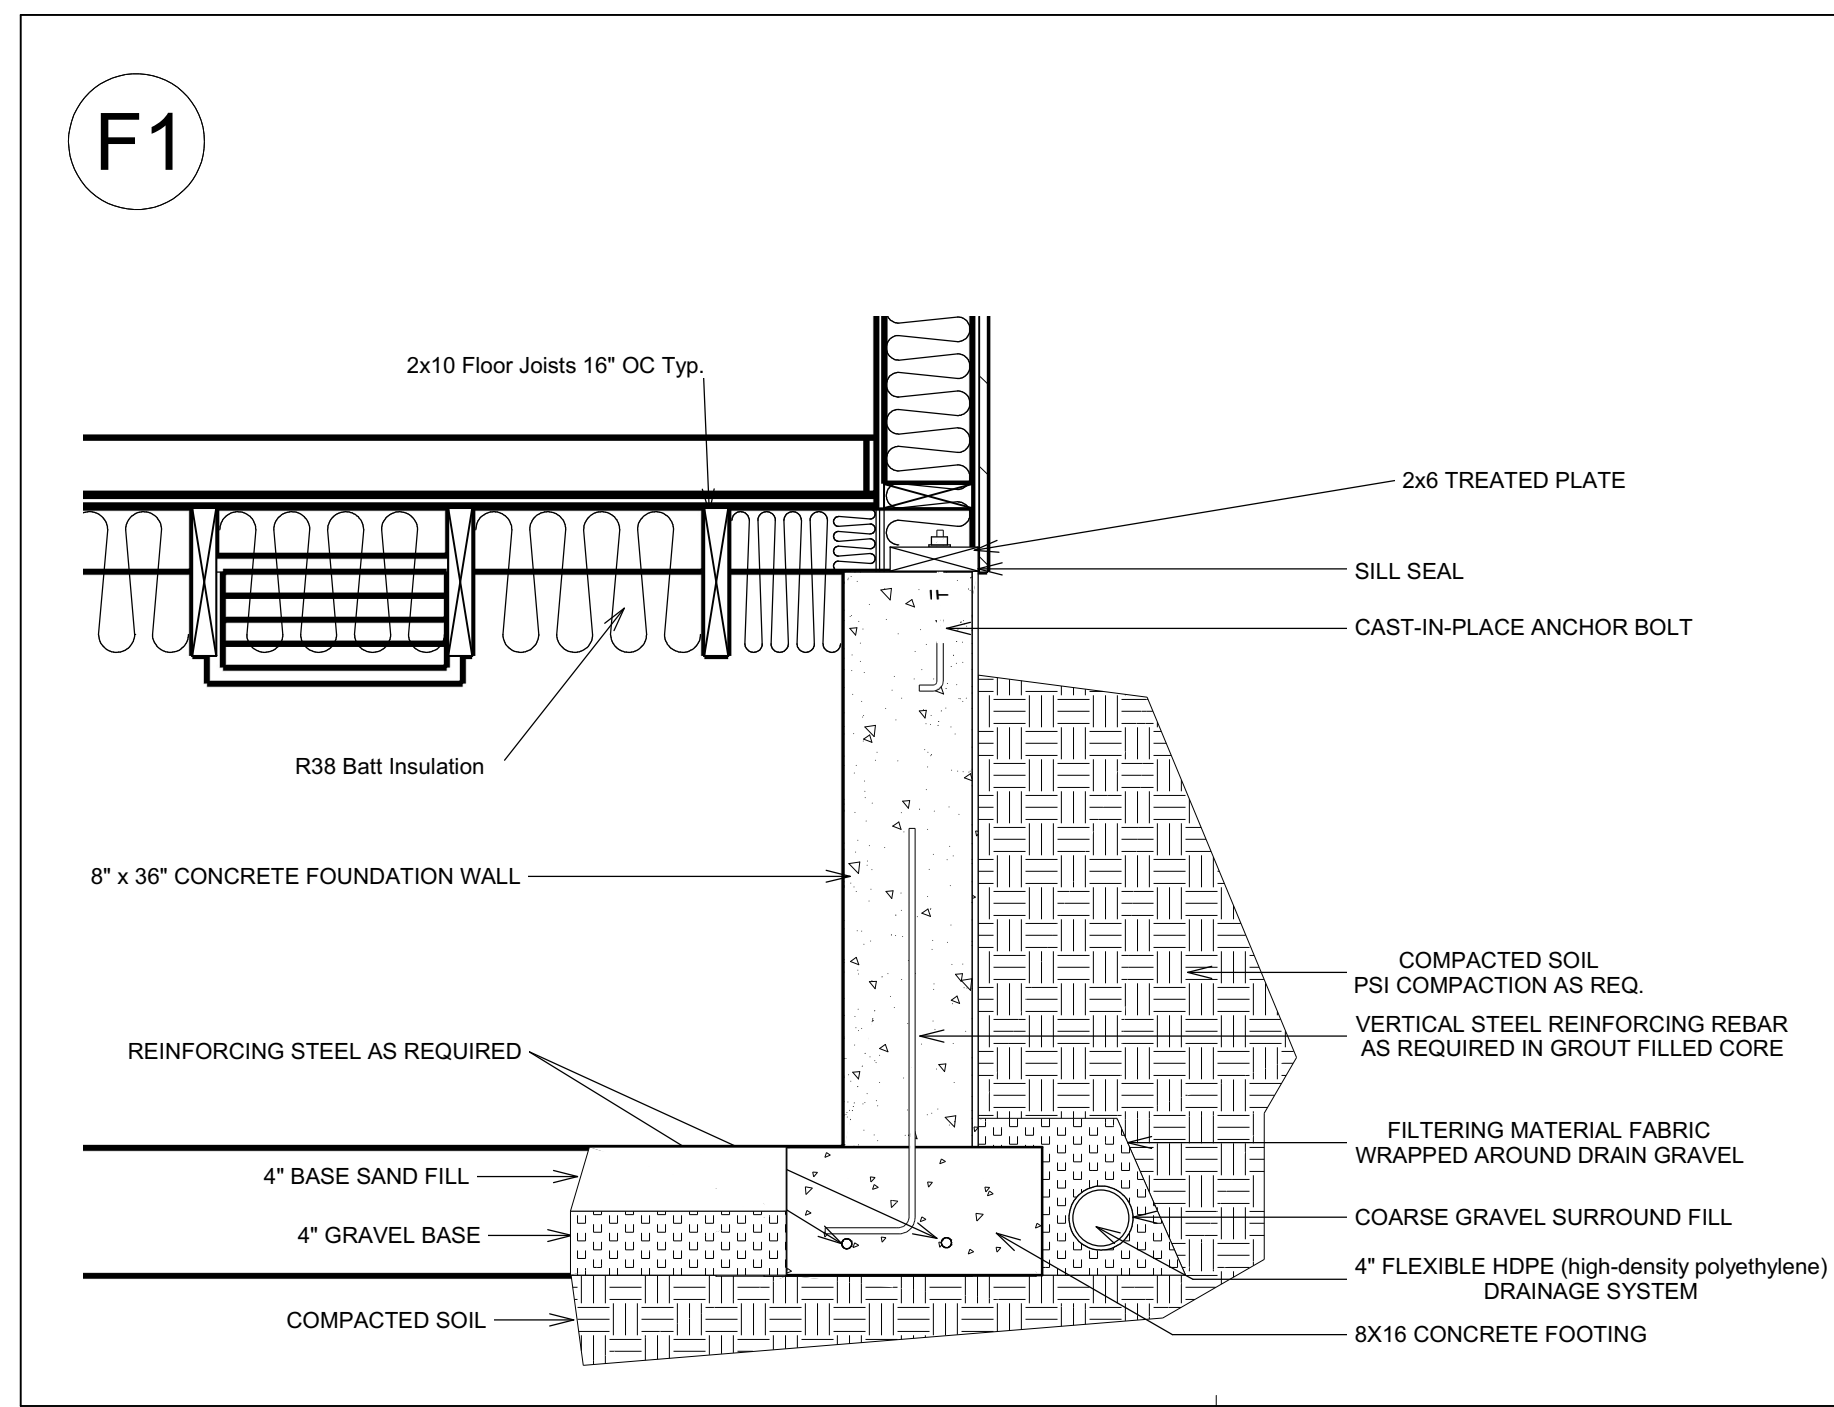 F1
2x10 Floor Joists 16" OC Typ.
2x6 TREATED PLATE
SILL SEAL
CAST-IN-PLACE ANCHOR BOLT
R38 Batt Insulation
8" x 36" CONCRETE FOUNDATION WALL
COMPACTED SOIL
PSI COMPACTION AS REQ.
VERTICAL STEEL REINFORCING REBAR
AS REQUIRED IN GROUT FILLED CORE
REINFORCING STEEL AS REQUIRED
FILTERING MATERIAL FABRIC
WRAPPED AROUND DRAIN GRAVEL
4" BASE SAND FILL
COARSE GRAVEL SURROUND FILL
4" GRAVEL BASE
4" FLEXIBLE HDPE (high-density polyethylene)
DRAINAGE SYSTEM
COMPACTED SOIL
8X16 CONCRETE FOOTING